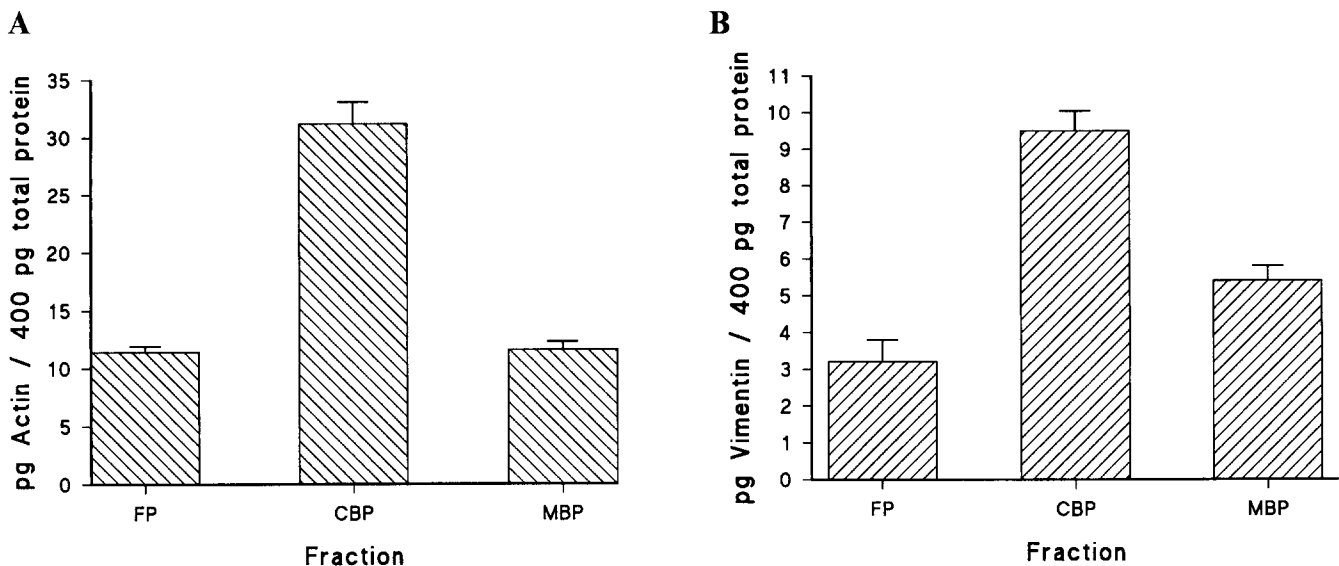 A
pg Actin / 400 pg total protein
35
30
25
20
15
10
5
0
FP CBP MBP
Fraction
B
pg Vimentin / 400 pg total protein
11
10
9
8
7
6
5
4
3
2
1
0
FP CBP MBP
Fraction